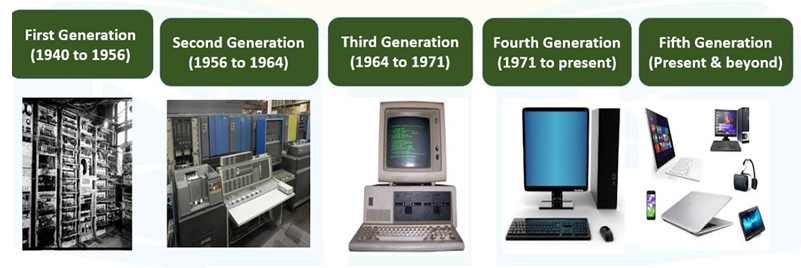 First Generation
(1940 to 1956)
Second Generation
(1956 to 1964)
Third Generation
(1964 to 1971)
Fourth Generation
(1971 to present)
Fifth Generation
(Present & beyond)